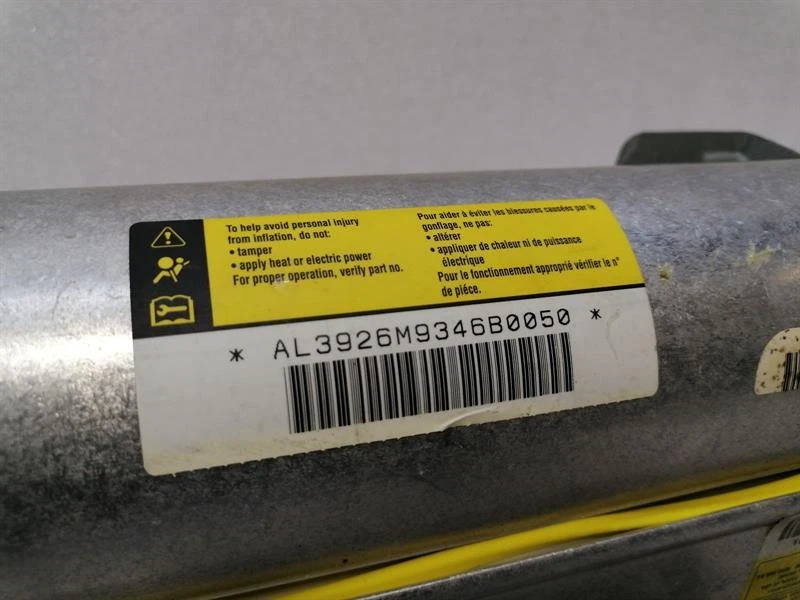 To help avoid personal injury
from inflation, do not:
• tamper
• apply heat or electric power
For proper operation, verify part no.
Pour aider à éviter les blessures causées par le
gonflage, ne pas:
• altérer
• appliquer de chaleur ni de puissance
électrique
Pour le fonctionnement approprié vérifier le n°
de piéce.
* AL3926M9346B0050 *